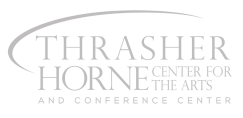 THRASHER
HORNE CENTER FOR THE ARTS
AND CONFERENCE CENTER